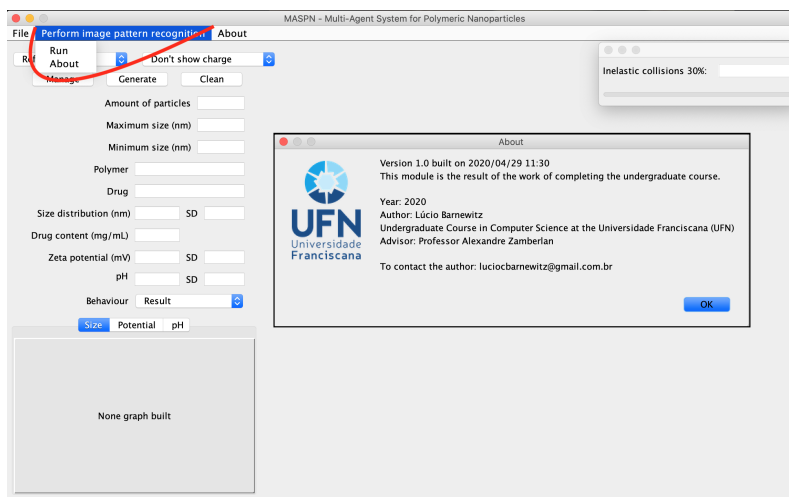 MASPN - Multi-Agent System for Polymeric Nanoparticles
File Perform image pattern recognition About
Run
About
Don't show charge
Manage Generate Clean
Amount of particles
Maximum size (nm)
Minimum size (nm)
Polymer
Drug
Size distribution (nm) SD
Drug content (mg/mL)
Zeta potential (mV) SD
pH SD
Behaviour Result
Size Potential pH
None graph built
Inelastic collisions 30%:
About
UFN
Universidade
Franciscana
Version 1.0 built on 2020/04/29 11:30
This module is the result of the work of completing the undergraduate course.
Year: 2020
Author: Lúcio Barnewitz
Undergraduate Course in Computer Science at the Universidade Franciscana (UFN)
Advisor: Professor Alexandre Zamberlan
To contact the author: luciocbarnewitz@gmail.com.br
OK